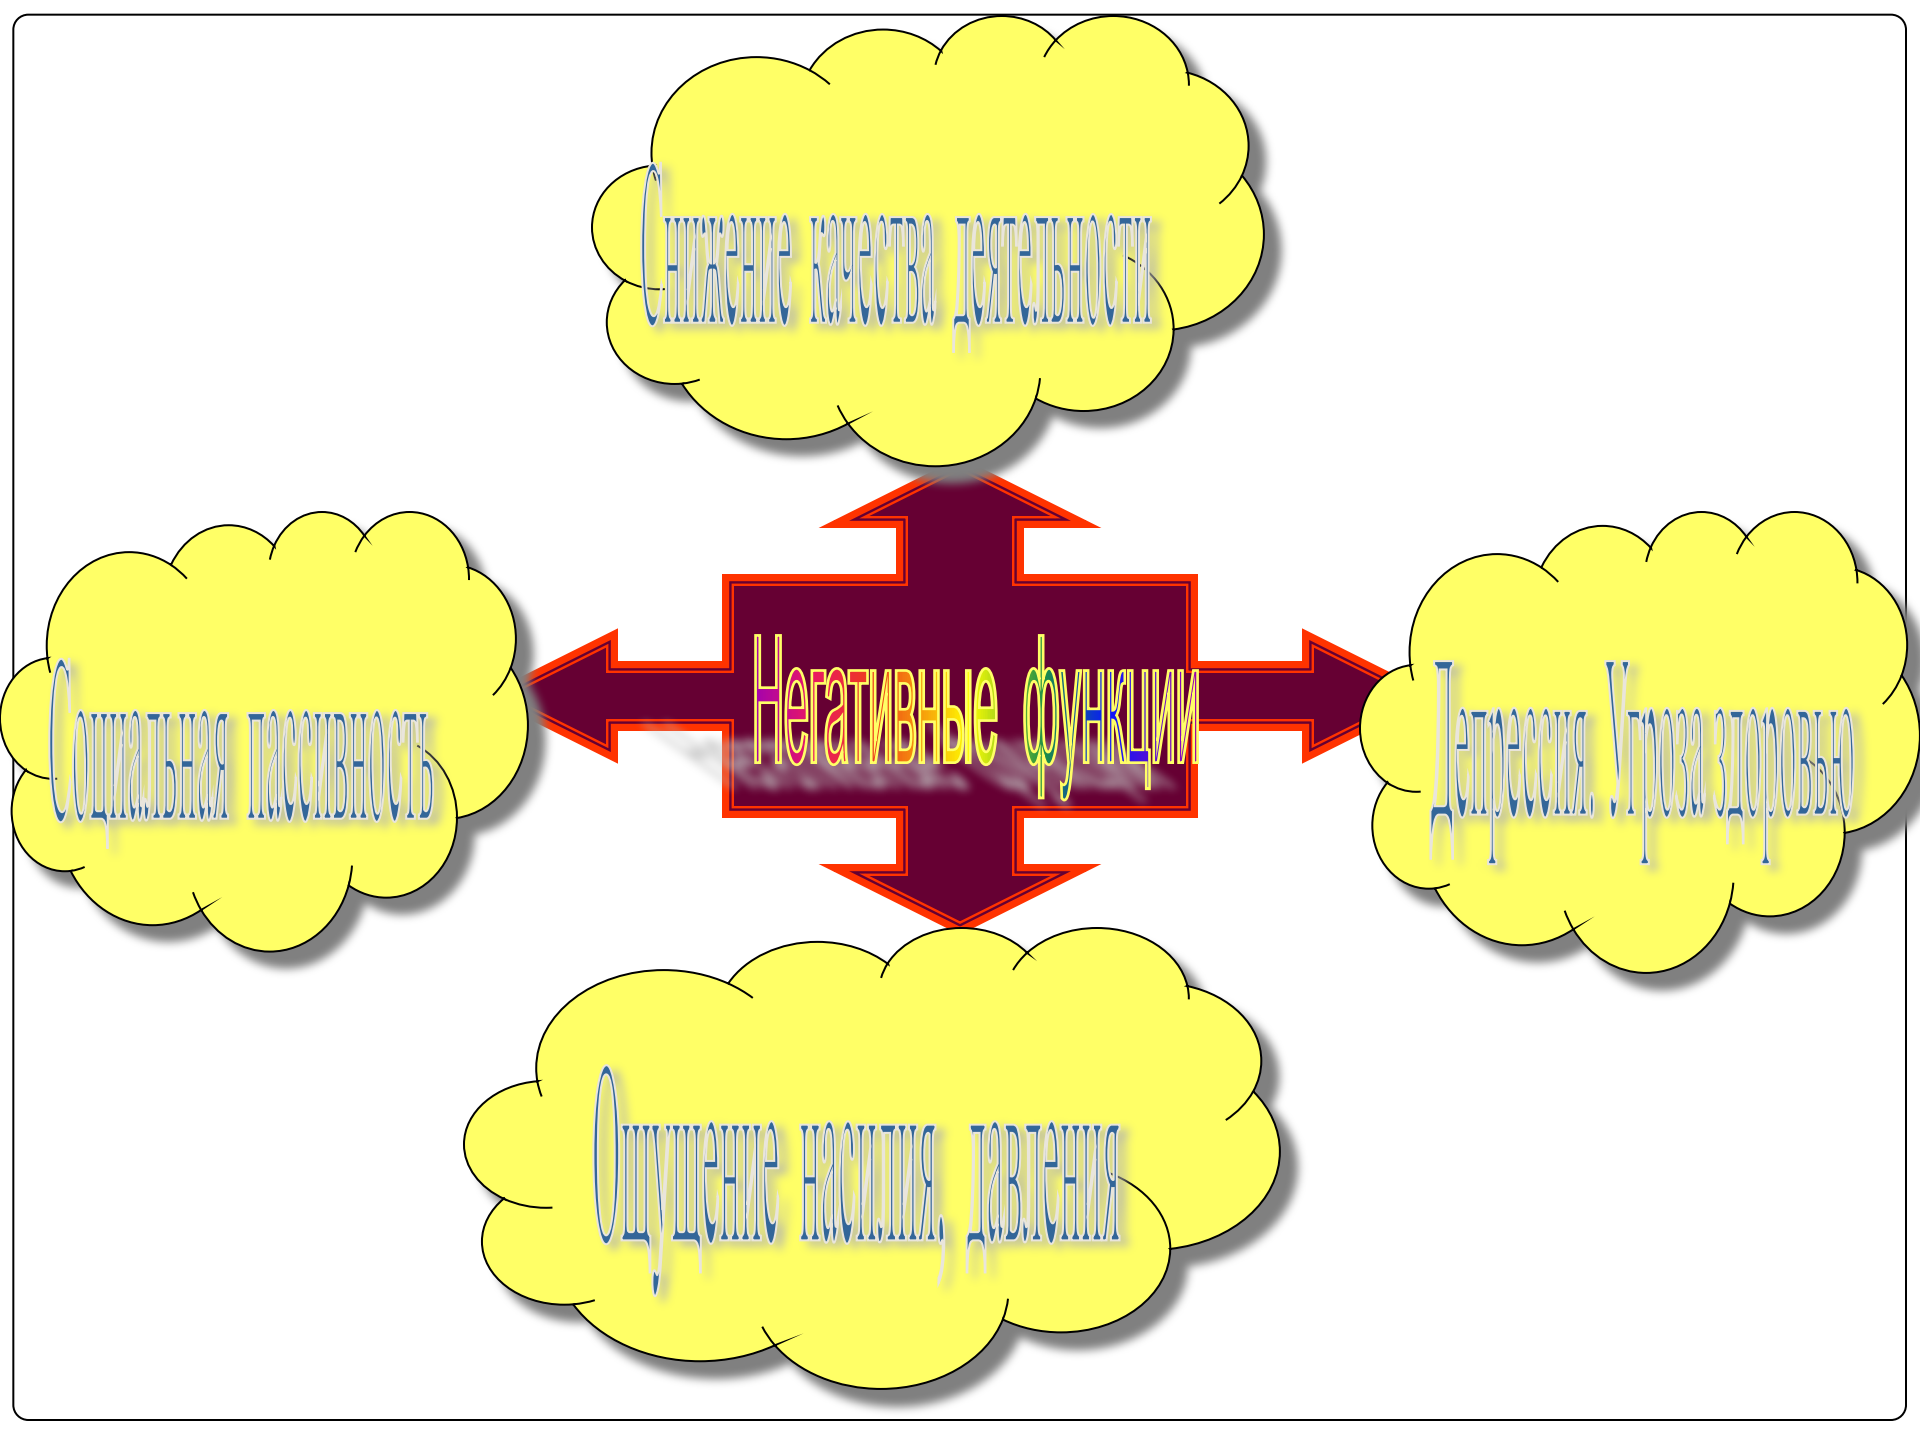 Снижение качества деятельности
Негативные функции
Социальная пассивность
Депрессия. Угроза здоровью
Ощущение насилия, давления